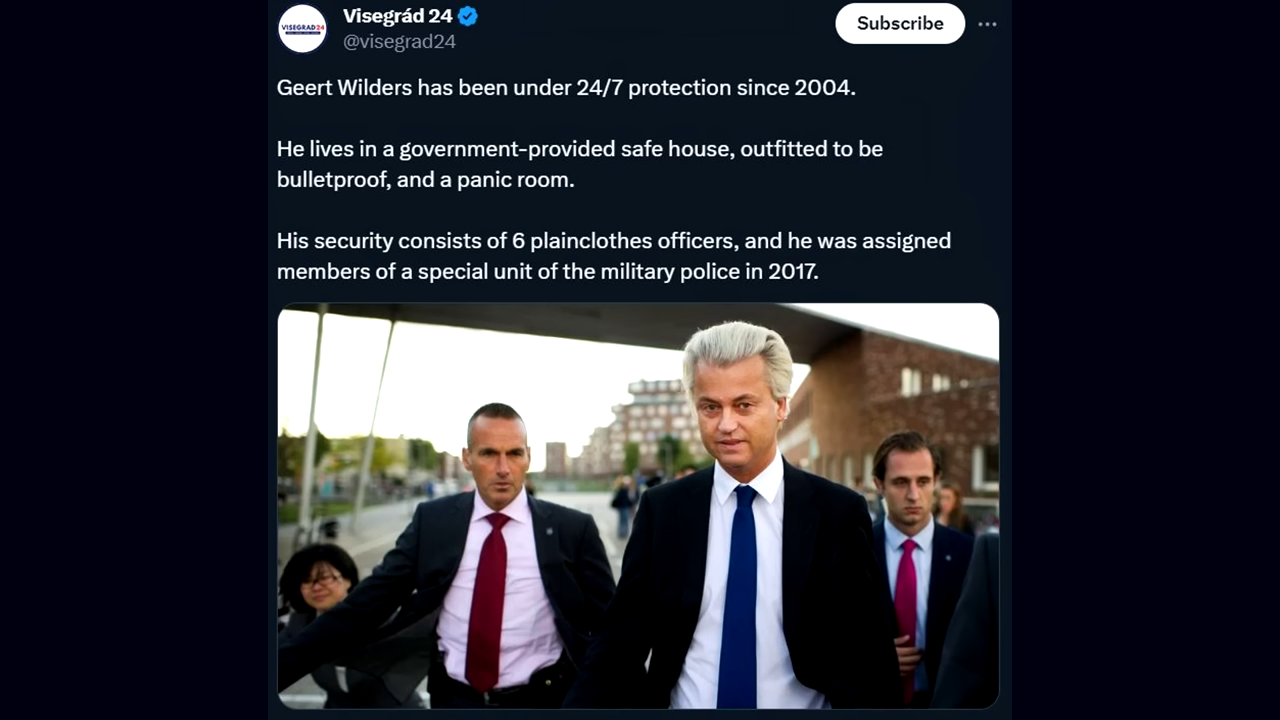 VISEGRAD24
Visegrád 24
@visegrad24
Subscribe
Geert Wilders has been under 24/7 protection since 2004.
He lives in a government-provided safe house, outfitted to be
bulletproof, and a panic room.
His security consists of 6 plainclothes officers, and he was assigned
members of a special unit of the military police in 2017.